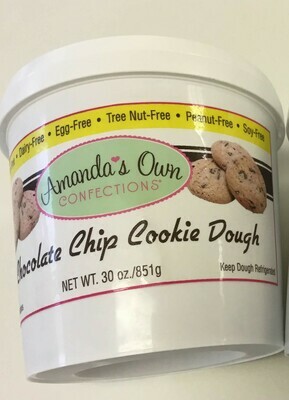 Dairy-Free • Egg-Free • Tree Nut-Free • Peanut-Free • Soy-Free
Amanda's Own
CONFECTIONS
Chocolate Chip Cookie Dough
NET WT. 30 oz./851g
Keep Dough Refrigerated